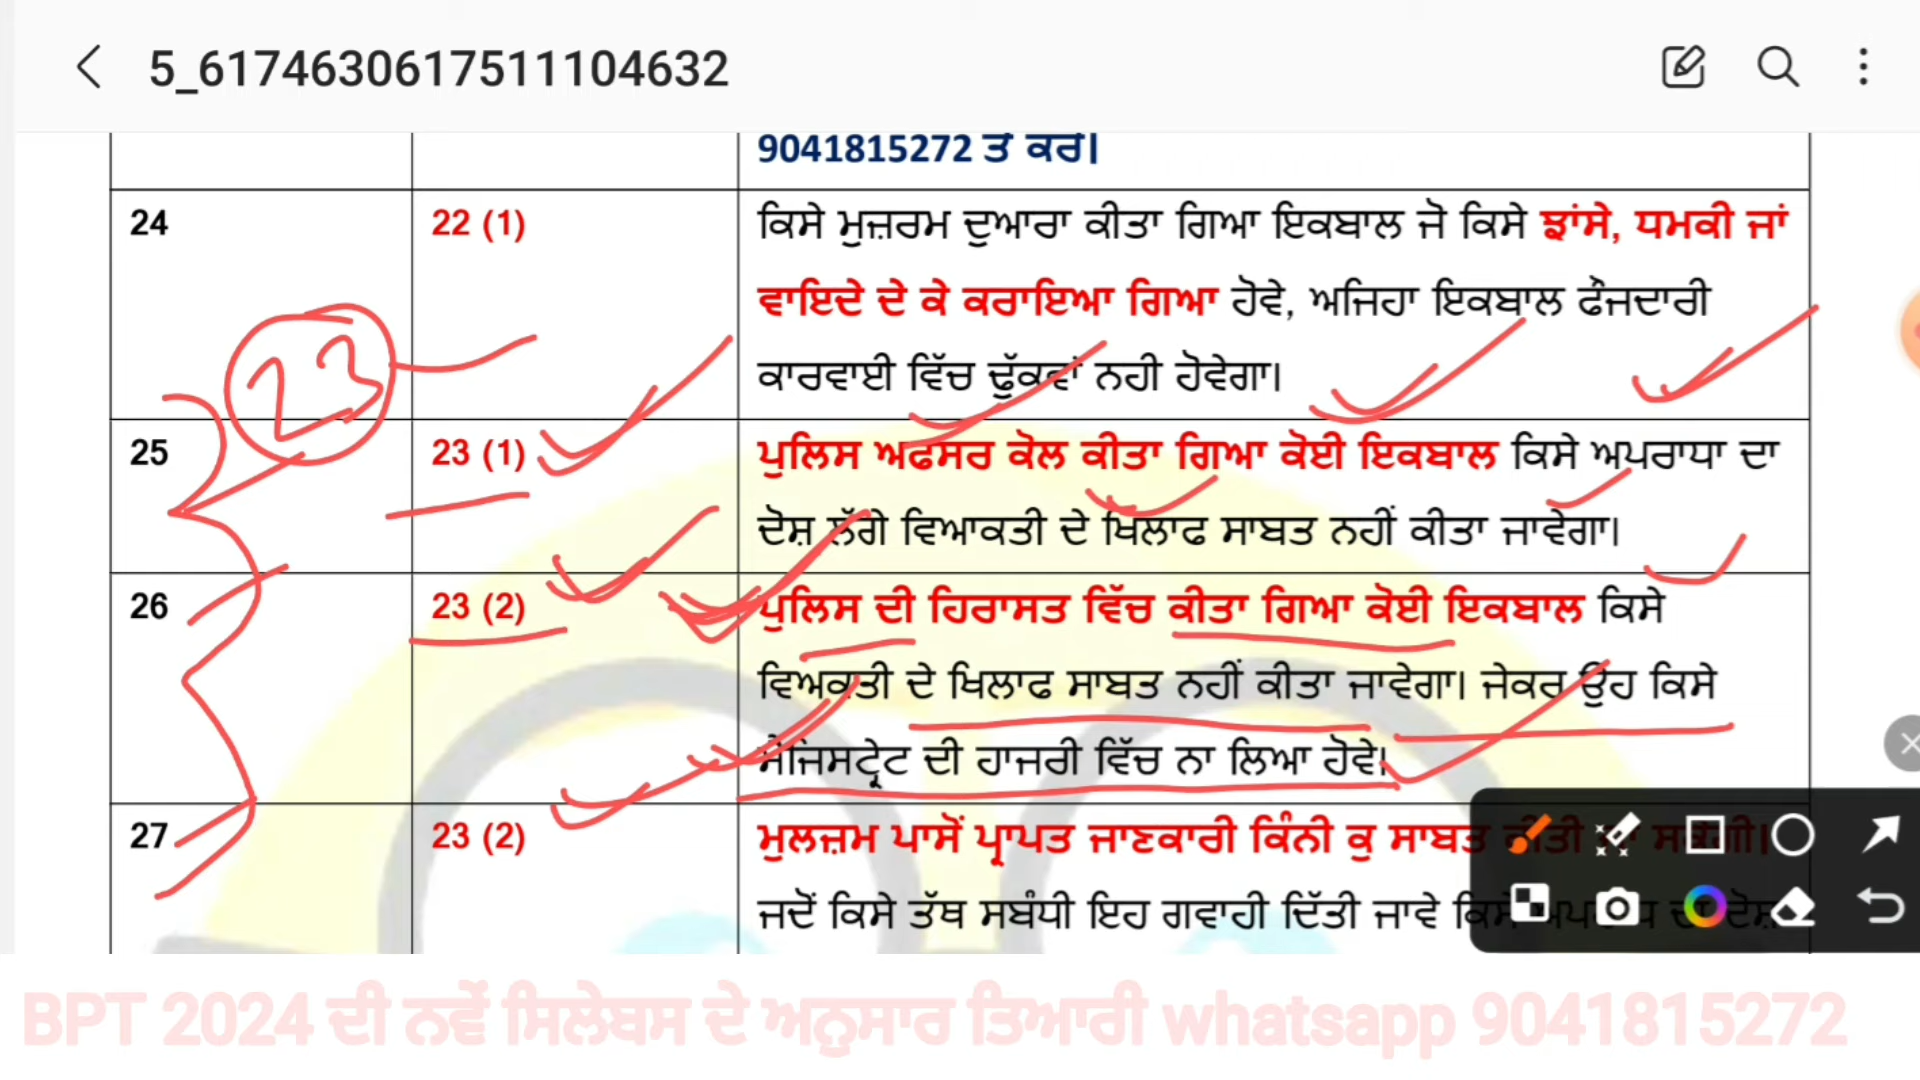 5_6174630617511104632
9041815272 ਤੇ ਕਰੋ।
24 22 (1) ਕਿਸੇ ਮੁਜ਼ਰਮ ਦੁਆਰਾ ਕੀਤਾ ਗਿਆ ਇਕਬਾਲ ਜੋ ਕਿਸੇ ਝਾਂਸੇ, ਧਮਕੀ ਜਾਂ
ਵਾਇਦੇ ਦੇ ਕੇ ਕਰਾਇਆ ਗਿਆ ਹੋਵੇ, ਅਜਿਹਾ ਇਕਬਾਲ ਫੌਜਦਾਰੀ
ਕਾਰਵਾਈ ਵਿੱਚ ਢੁੱਕਵਾਂ ਨਹੀ ਹੋਵੇਗਾ।
23
25 23 (1) ਪੁਲਿਸ ਅਫਸਰ ਕੋਲ ਕੀਤਾ ਗਿਆ ਕੋਈ ਇਕਬਾਲ ਕਿਸੇ ਅਪਰਾਧਾ ਦਾ
ਦੋਸ਼ ਲੱਗੇ ਵਿਆਕਤੀ ਦੇ ਖਿਲਾਫ ਸਾਬਤ ਨਹੀਂ ਕੀਤਾ ਜਾਵੇਗਾ।
26 23 (2) ਪੁਲਿਸ ਦੀ ਹਿਰਾਸਤ ਵਿੱਚ ਕੀਤਾ ਗਿਆ ਕੋਈ ਇਕਬਾਲ ਕਿਸੇ
ਵਿਅਕਤੀ ਦੇ ਖਿਲਾਫ ਸਾਬਤ ਨਹੀਂ ਕੀਤਾ ਜਾਵੇਗਾ। ਜੇਕਰ ਉਹ ਕਿਸੇ
ਮੈਜਿਸਟ੍ਰੇਟ ਦੀ ਹਾਜਰੀ ਵਿੱਚ ਨਾ ਲਿਆ ਹੋਵੇ।
27 23 (2) ਮੁਲਜ਼ਮ ਪਾਸੋਂ ਪ੍ਰਾਪਤ ਜਾਣਕਾਰੀ ਕਿੰਨੀ ਕੁ ਸਾਬਤ ਕੀਤੀ ਜਾ ਸਕੇਗੀ।
ਜਦੋਂ ਕਿਸੇ ਤੱਥ ਸਬੰਧੀ ਇਹ ਗਵਾਹੀ ਦਿੱਤੀ ਜਾਵੇ ਕਿਸੇ ਅਪਰਾਧ ਦਾ ਦੋਸ਼
BPT 2024 ਦੀ ਨਵੇਂ ਸਿਲੇਬਸ ਦੇ ਅਨੁਸਾਰ ਤਿਆਰੀ whatsapp 9041815272